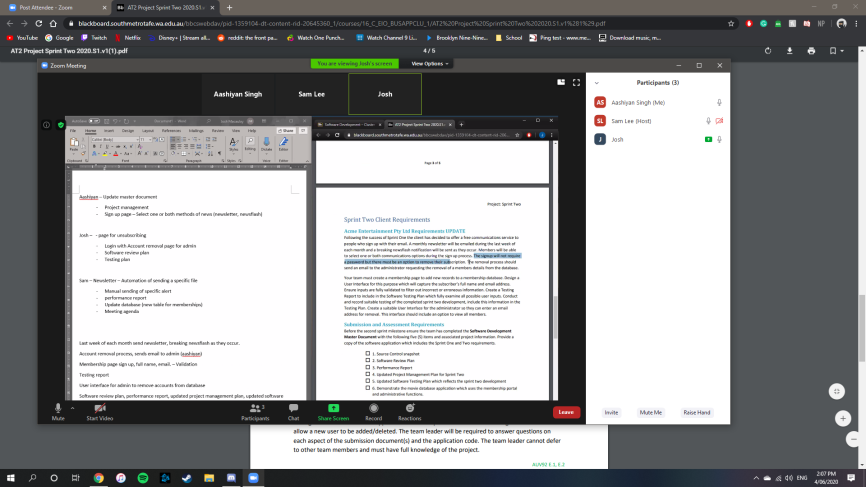 Post Attendee - Zoom
AT2 Project Sprint Two 2020.S1.v
blackboard.southmetrotafe.wa.edu.au/bbcswebdav/pid-1359104-dt-content-rid-20645360_1/courses/16_C_EIO_BUSAPPCLU_1/AT2%20Project%20Sprint%20Two%202020.S1.v1%281%29.pdf
YouTube Google Twitch Netflix Disney+ | Stream all... reddit: the front pa... Watch One Punch... Watch Channel 9 Li... Brooklyn Nine-Nine... School Ping test - www.me... Download music, m...
AT2 Project Sprint Two 2020.S1.v1(1).pdf
4 / 5
Zoom Meeting
You are viewing Josh's screen
View Options
Aashiyan Singh
Sam Lee
Josh
Participants (3)
AS Aashiyan Singh (Me)
SL Sam Lee (Host)
J Josh
File Home Insert Design Layout References Mailings Review View Help
Share
Paste
Styles
Editing
Dictate
Editor
Clipboard
Font
Paragraph
Styles
Voice
Editor
Aashiyan – Update master document
- Project management
- Sign up page – Select one or both methods of news (newsletter, newsflash)
Josh – - page for unsubscribing
- Login with Account removal page for admin
- Software review plan
- Testing plan
Sam – Newsletter – Automation of sending a specific file
- Manual sending of specific alert
- performance report
- Update database (new table for memberships)
- Meeting agenda
Last week of each month send newsletter, breaking newsflash as they occur.
Account removal process, sends email to admin (aashiyan)
Membership page sign up, full name, email. – Validation
Testing report
User interface for admin to remove accounts from database
Software review plan, performance report, updated project management plan, updated software
AT2 Project Sprint Two 2020.S1.v
Page 3 of 5
Project: Sprint Two
Sprint Two Client Requirements
Acme Entertainment Pty Ltd Requirements UPDATE
Following the success of Sprint One the client has decided to offer a free communications service to
people who sign up with their email. A monthly newsletter will be emailed during the last week of
each month and a breaking newsflash notification will be sent as they occur. Members will be able
to select one or both communications options during the sign up process. The signup will not require
a password but there must be an option to remove their subscription. The removal process should
send an email to the administrator requesting the removal of a members details from the database.
Your team must create a membership page to add new records to a membership database. Design a
User Interface for this purpose which will capture the subscriber's full name and email address.
Ensure inputs are fully validated to filter out incorrect or erroneous information. Create a Testing
Report to include in the Software Testing Plan which fully examine all possible user inputs. Conduct
and record suitable testing of the completed sprint two development, include this information in the
Testing Plan. Create a suitable User Interface for the administrator so they can enter an email
address for removal. This interface should include an option to view all members.
Submission and Assessment Requirements
Before the second sprint milestone ensure the team has completed the Software Development
Master Document with the following five (5) items and associated project information. Provide a
copy of the software application which includes the Sprint One and Two requirements.
1. Source Control snapshot
2. Software Review Plan
3. Performance Report
4. Updated Project Management Plan for Sprint Two
5. Updated Software Testing Plan which reflects the sprint two development
6. Demonstrate the movie database application which uses the membership portal
and administrative functions.
Mute
Start Video
Participants
3
Chat
Share Screen
Record
Reactions
Leave
Invite
Mute Me
Raise Hand
allow a new user to be added/deleted. The team leader will be required to answer questions on
each aspect of the submission document(s) and the application code. The team leader cannot defer
to other team members and must have full knowledge of the project.
ENG
2:07 PM
4/06/2020